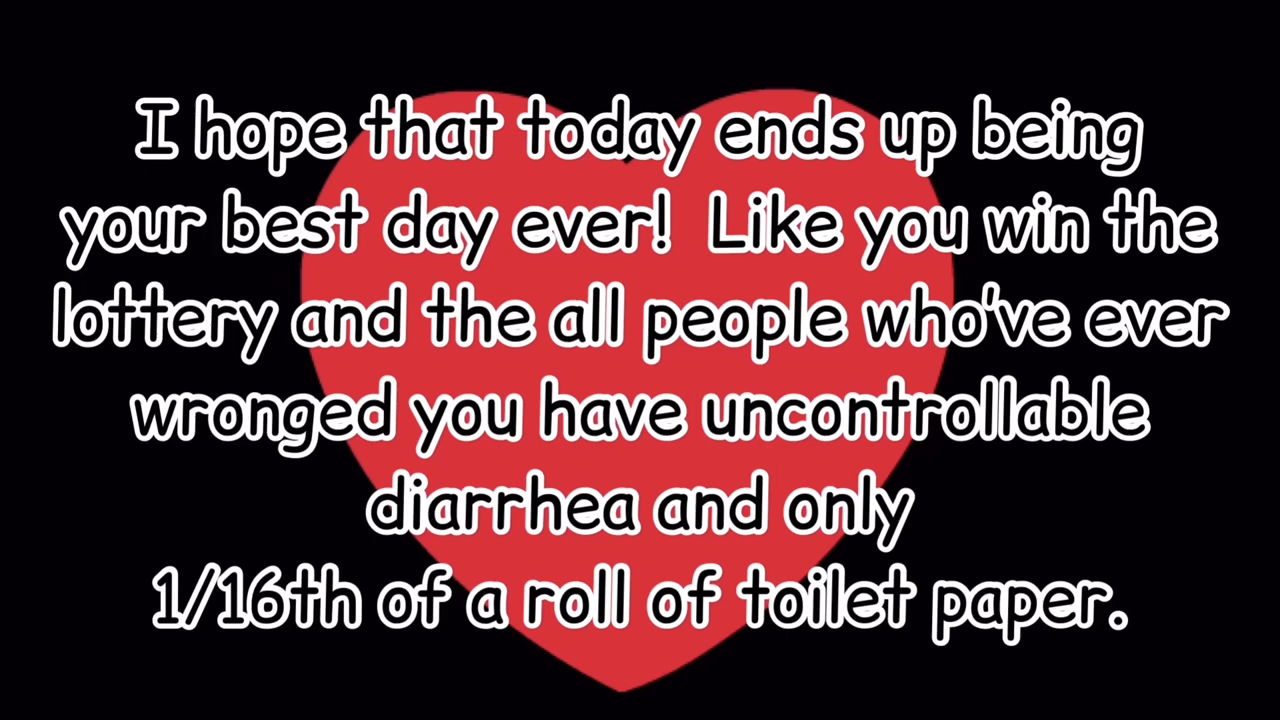 I hope that today ends up being
your best day ever!  Like you win the
lottery and the all people who've ever
wronged you have uncontrollable
diarrhea and only
1/16th of a roll of toilet paper.